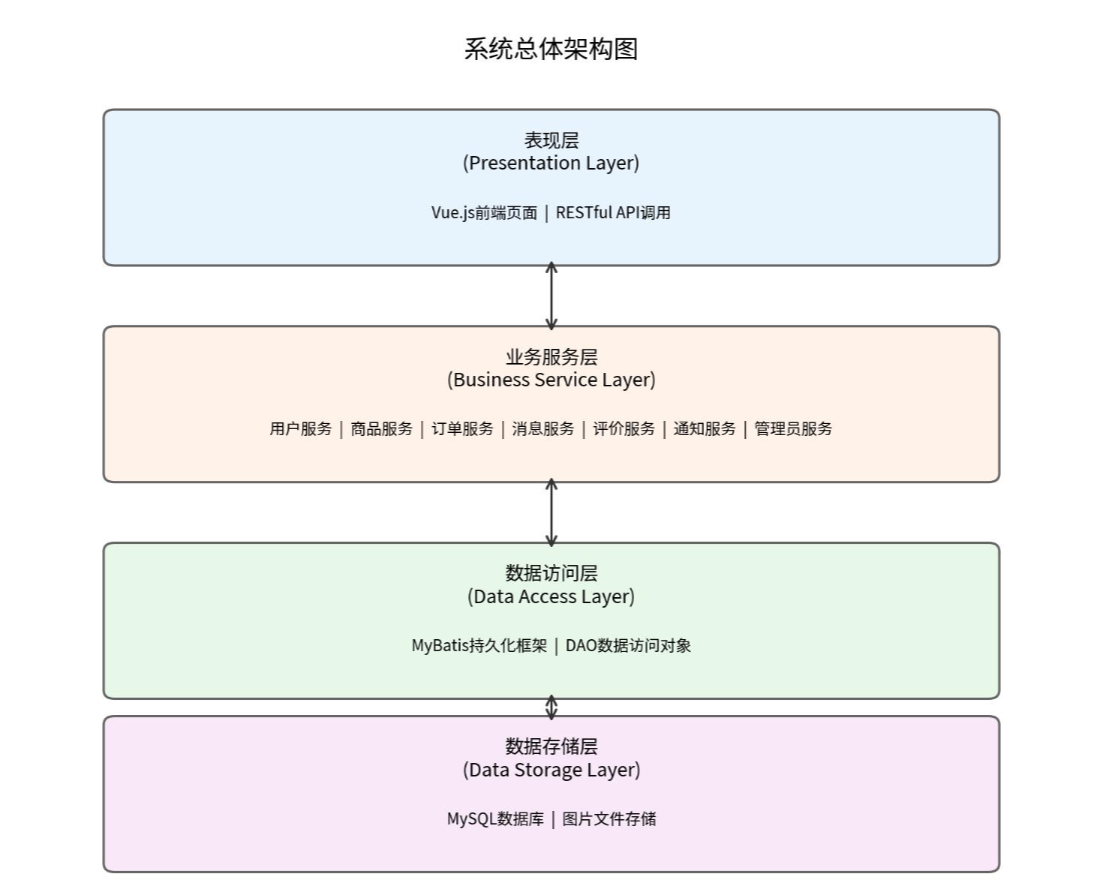 系统总体架构图
表现层
(Presentation Layer)
Vue.js前端页面 | RESTful API调用
业务服务层
(Business Service Layer)
用户服务 | 商品服务 | 订单服务 | 消息服务 | 评价服务 | 通知服务 | 管理员服务
数据访问层
(Data Access Layer)
MyBatis持久化框架 | DAO数据访问对象
数据存储层
(Data Storage Layer)
MySQL数据库 | 图片文件存储